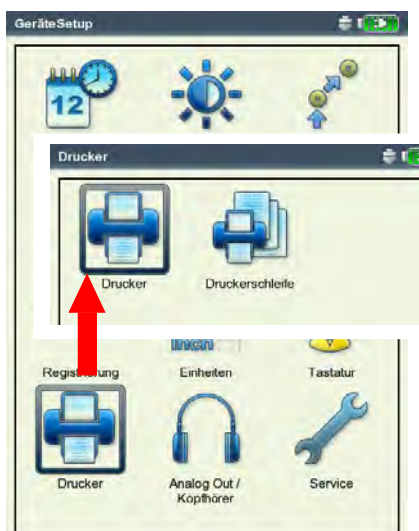 GeräteSetup
12
Drucker
Drucker
Druckerschleife
inch
Registrierung
Einheiten
Tastatur
Drucker
Analog Out /
Kopfhörer
Service